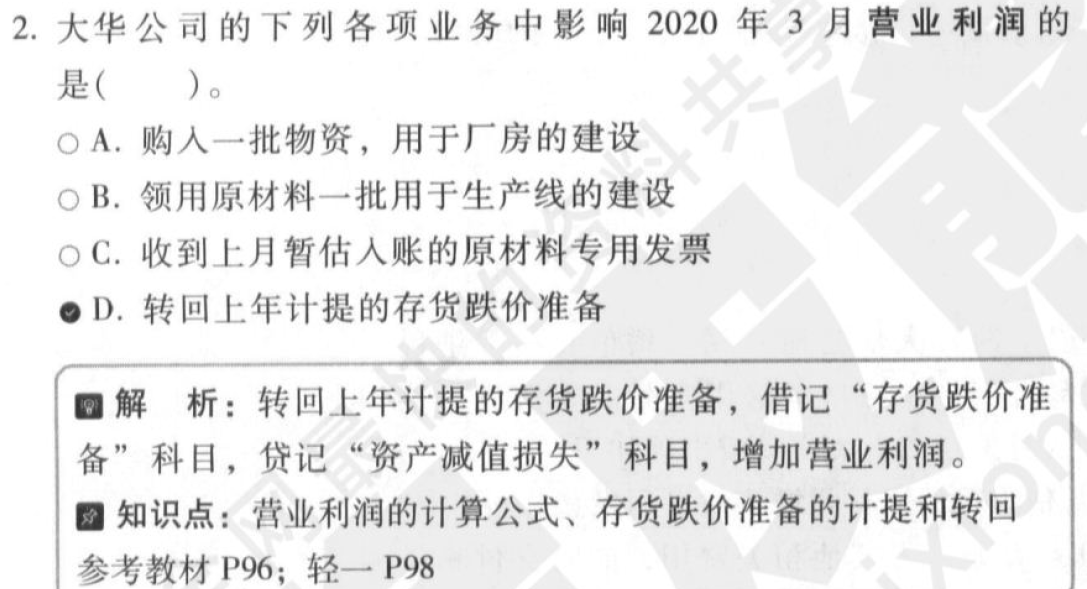 2. 大华公司的下列各项业务中影响 2020 年 3 月营业利润的
是(　　)。
○ A. 购入一批物资，用于厂房的建设
○ B. 领用原材料一批用于生产线的建设
○ C. 收到上月暂估入账的原材料专用发票
D. 转回上年计提的存货跌价准备
解　析：转回上年计提的存货跌价准备，借记“存货跌价准
备”科目，贷记“资产减值损失”科目，增加营业利润。
知识点：营业利润的计算公式、存货跌价准备的计提和转回
参考教材 P96；轻一 P98